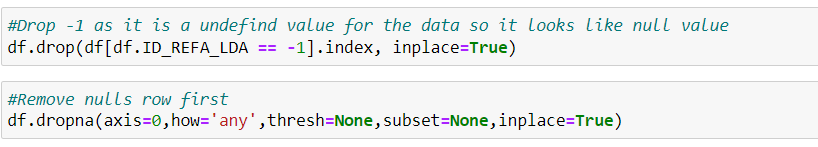 #Drop -1 as it is a undefind value for the data so it looks like null value
df.drop(df[df.ID_REFA_LDA == -1].index, inplace=True)
#Remove nulls row first
df.dropna(axis=0,how='any',thresh=None,subset=None,inplace=True)